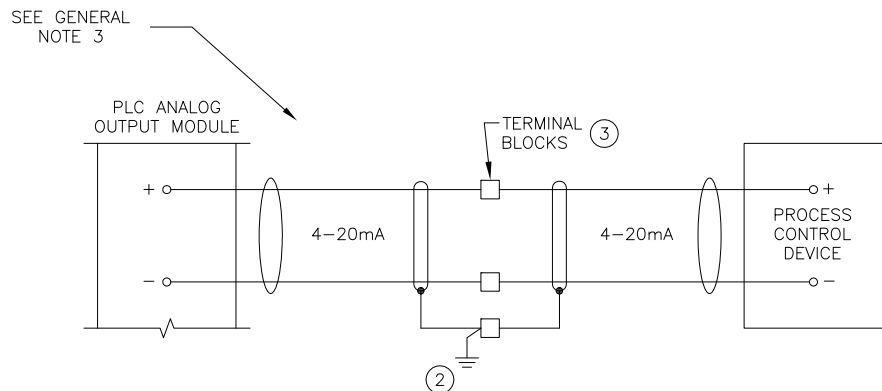 SEE GENERAL
NOTE 3
PLC ANALOG
OUTPUT MODULE
TERMINAL
BLOCKS
3
+
+
4-20mA
4-20mA
PROCESS
CONTROL
DEVICE
-
-
2